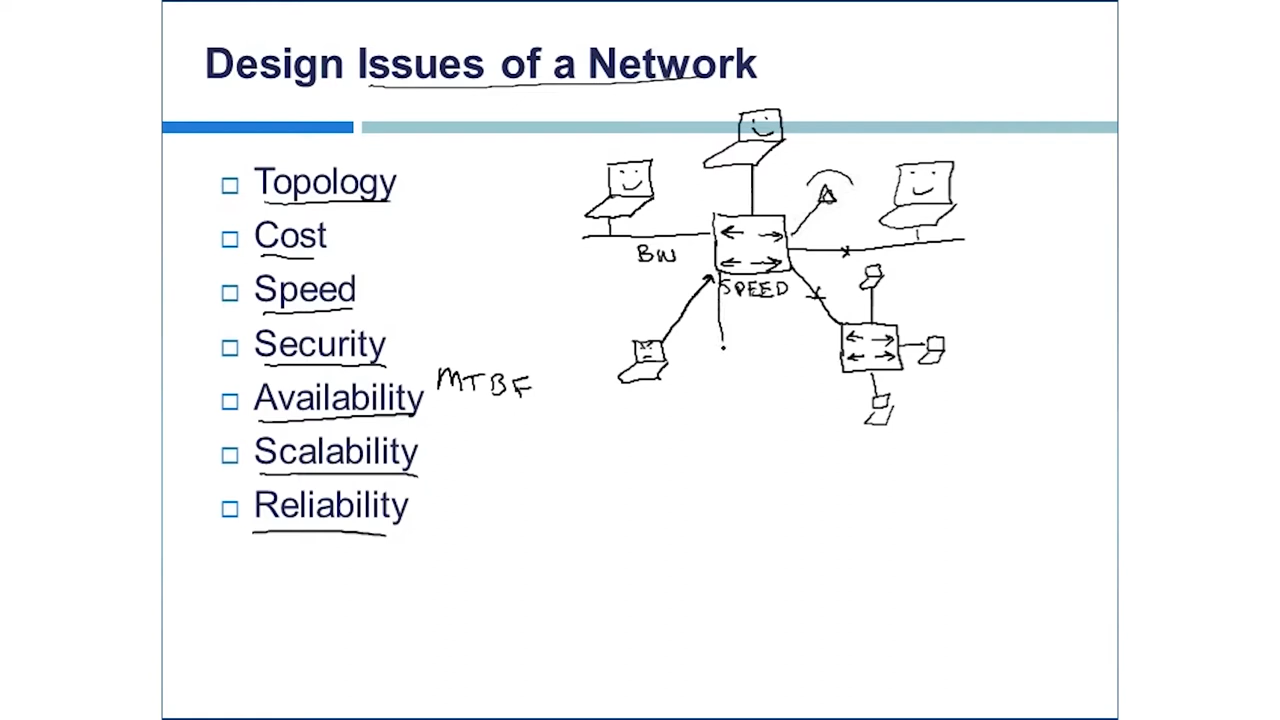 Design Issues of a Network
Topology
Cost
Speed
Security
Availability
MTBF
Scalability
Reliability
BW
SPEED